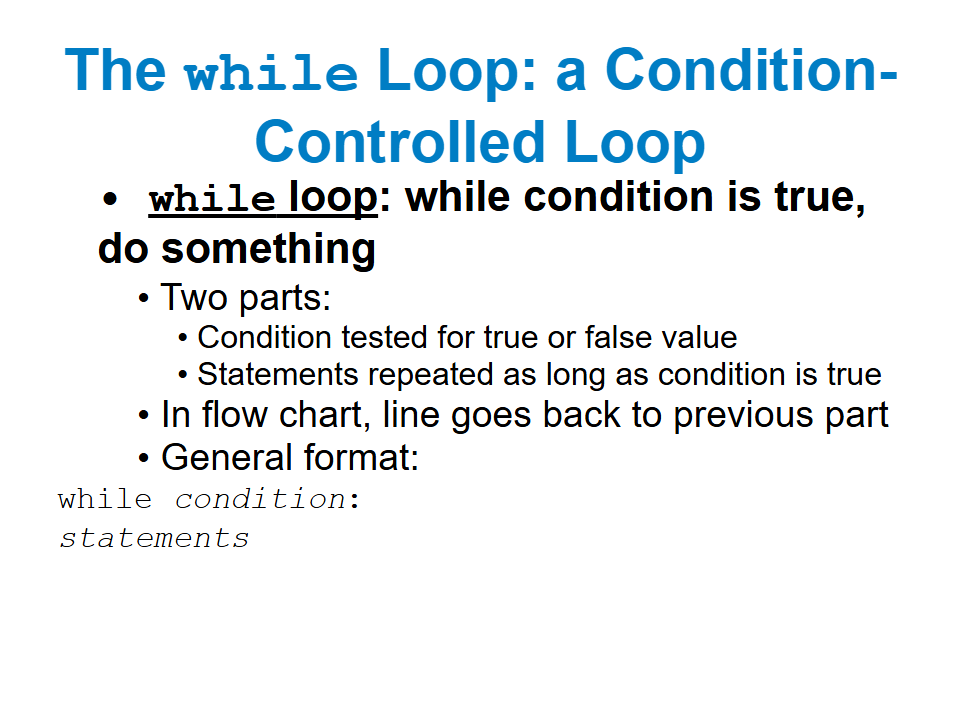 The while Loop: a Condition-
Controlled Loop
• while loop: while condition is true,
do something
• Two parts:
• Condition tested for true or false value
• Statements repeated as long as condition is true
• In flow chart, line goes back to previous part
• General format:
while condition:
statements